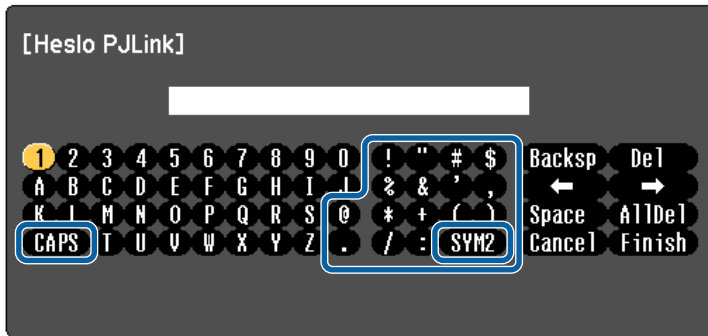 [Heslo PJLink]
1 2 3 4 5 6 7 8 9 0 ! " # $ Backsp Del
A B C D E F G H I J % & ' , ← →
K L M N O P Q R S @ * + ( ) Space AllDel
CAPS T U V W X Y Z . / : SYM2 Cancel Finish